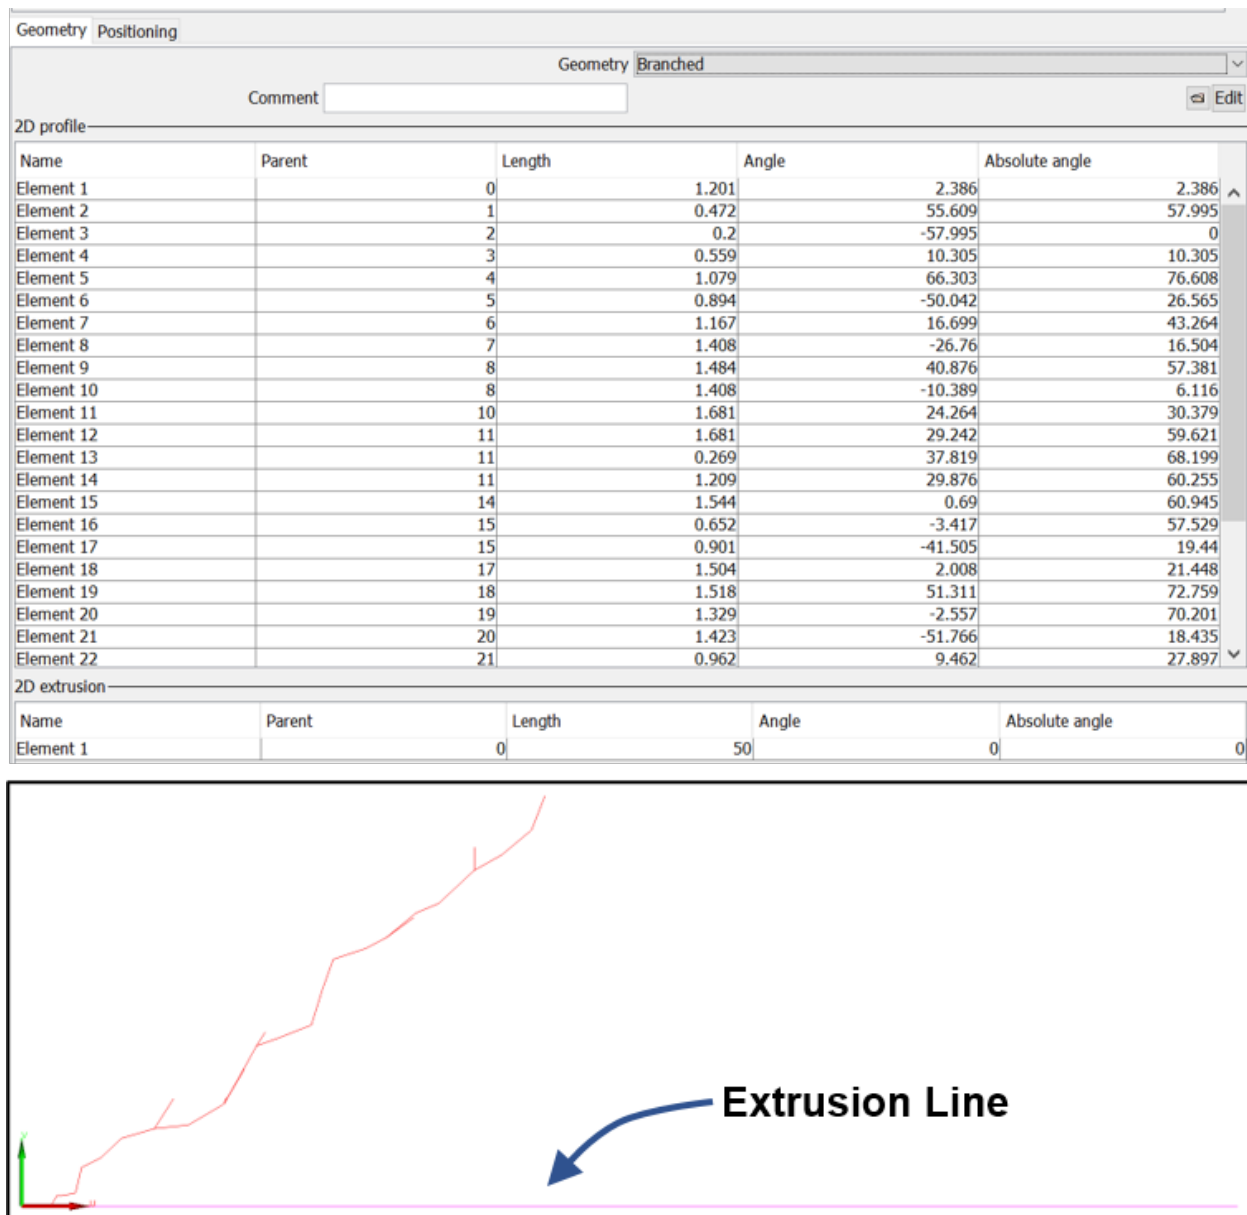 Geometry Positioning
Geometry Branched
Comment Edit
2D profile
Name Parent Length Angle Absolute angle
Element 1 0 1.201 2.386 2.386
Element 2 1 0.472 55.609 57.995
Element 3 2 0.2 -57.995 0
Element 4 3 0.559 10.305 10.305
Element 5 4 1.079 66.303 76.608
Element 6 5 0.894 -50.042 26.565
Element 7 6 1.167 16.699 43.264
Element 8 7 1.408 -26.76 16.504
Element 9 8 1.484 40.876 57.381
Element 10 8 1.408 -10.389 6.116
Element 11 10 1.681 24.264 30.379
Element 12 11 1.681 29.242 59.621
Element 13 11 0.269 37.819 68.199
Element 14 11 1.209 29.876 60.255
Element 15 14 1.544 0.69 60.945
Element 16 15 0.652 -3.417 57.529
Element 17 15 0.901 -41.505 19.44
Element 18 17 1.504 2.008 21.448
Element 19 18 1.518 51.311 72.759
Element 20 19 1.329 -2.557 70.201
Element 21 20 1.423 -51.766 18.435
Element 22 21 0.962 9.462 27.897
2D extrusion
Name Parent Length Angle Absolute angle
Element 1 0 50 0 0
Extrusion Line